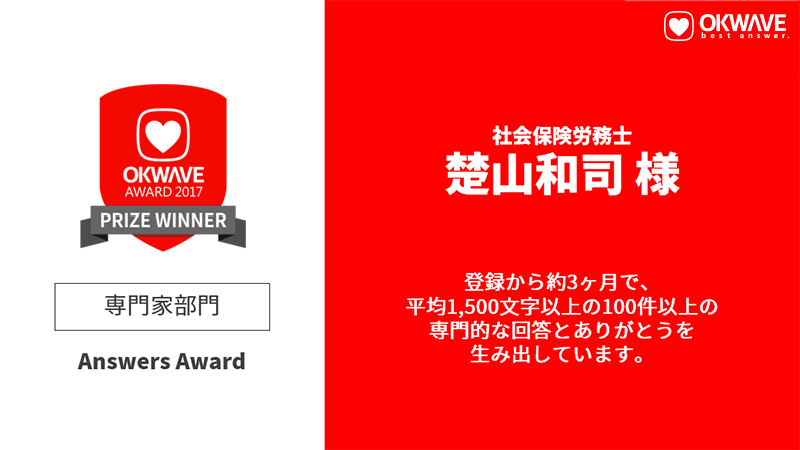 OKWAVE
AWARD 2017
PRIZE WINNER
専門家部門
Answers Award
OKWAVE
best answer.
社会保険労務士
楚山和司 様
登録から約3ヶ月で、
平均1,500文字以上の100件以上の
専門的な回答とありがとうを
生み出しています。